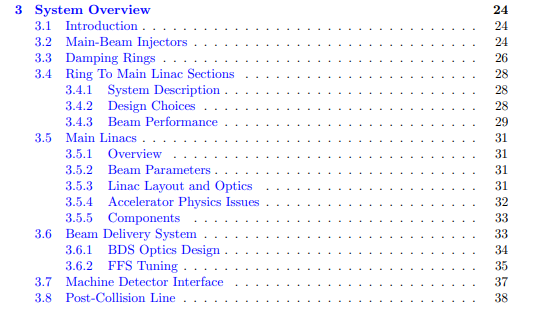 3 System Overview 24
3.1 Introduction . . . . . . . . . . . . . . . . . . . . . . . . . . . . . . 24
3.2 Main-Beam Injectors . . . . . . . . . . . . . . . . . . . . . . . . . . 24
3.3 Damping Rings . . . . . . . . . . . . . . . . . . . . . . . . . . . . 26
3.4 Ring To Main Linac Sections . . . . . . . . . . . . . . . . . . . . . . 28
3.4.1 System Description . . . . . . . . . . . . . . . . . . . . . . . 28
3.4.2 Design Choices . . . . . . . . . . . . . . . . . . . . . . . . 28
3.4.3 Beam Performance . . . . . . . . . . . . . . . . . . . . . . . 29
3.5 Main Linacs . . . . . . . . . . . . . . . . . . . . . . . . . . . . . . 31
3.5.1 Overview . . . . . . . . . . . . . . . . . . . . . . . . . . . 31
3.5.2 Beam Parameters . . . . . . . . . . . . . . . . . . . . . . . . 31
3.5.3 Linac Layout and Optics . . . . . . . . . . . . . . . . . . . . 31
3.5.4 Accelerator Physics Issues . . . . . . . . . . . . . . . . . . . 32
3.5.5 Components . . . . . . . . . . . . . . . . . . . . . . . . . 33
3.6 Beam Delivery System . . . . . . . . . . . . . . . . . . . . . . . . . 33
3.6.1 BDS Optics Design . . . . . . . . . . . . . . . . . . . . . . . 34
3.6.2 FFS Tuning . . . . . . . . . . . . . . . . . . . . . . . . . . 35
3.7 Machine Detector Interface . . . . . . . . . . . . . . . . . . . . . . 37
3.8 Post-Collision Line . . . . . . . . . . . . . . . . . . . . . . . . . . 38